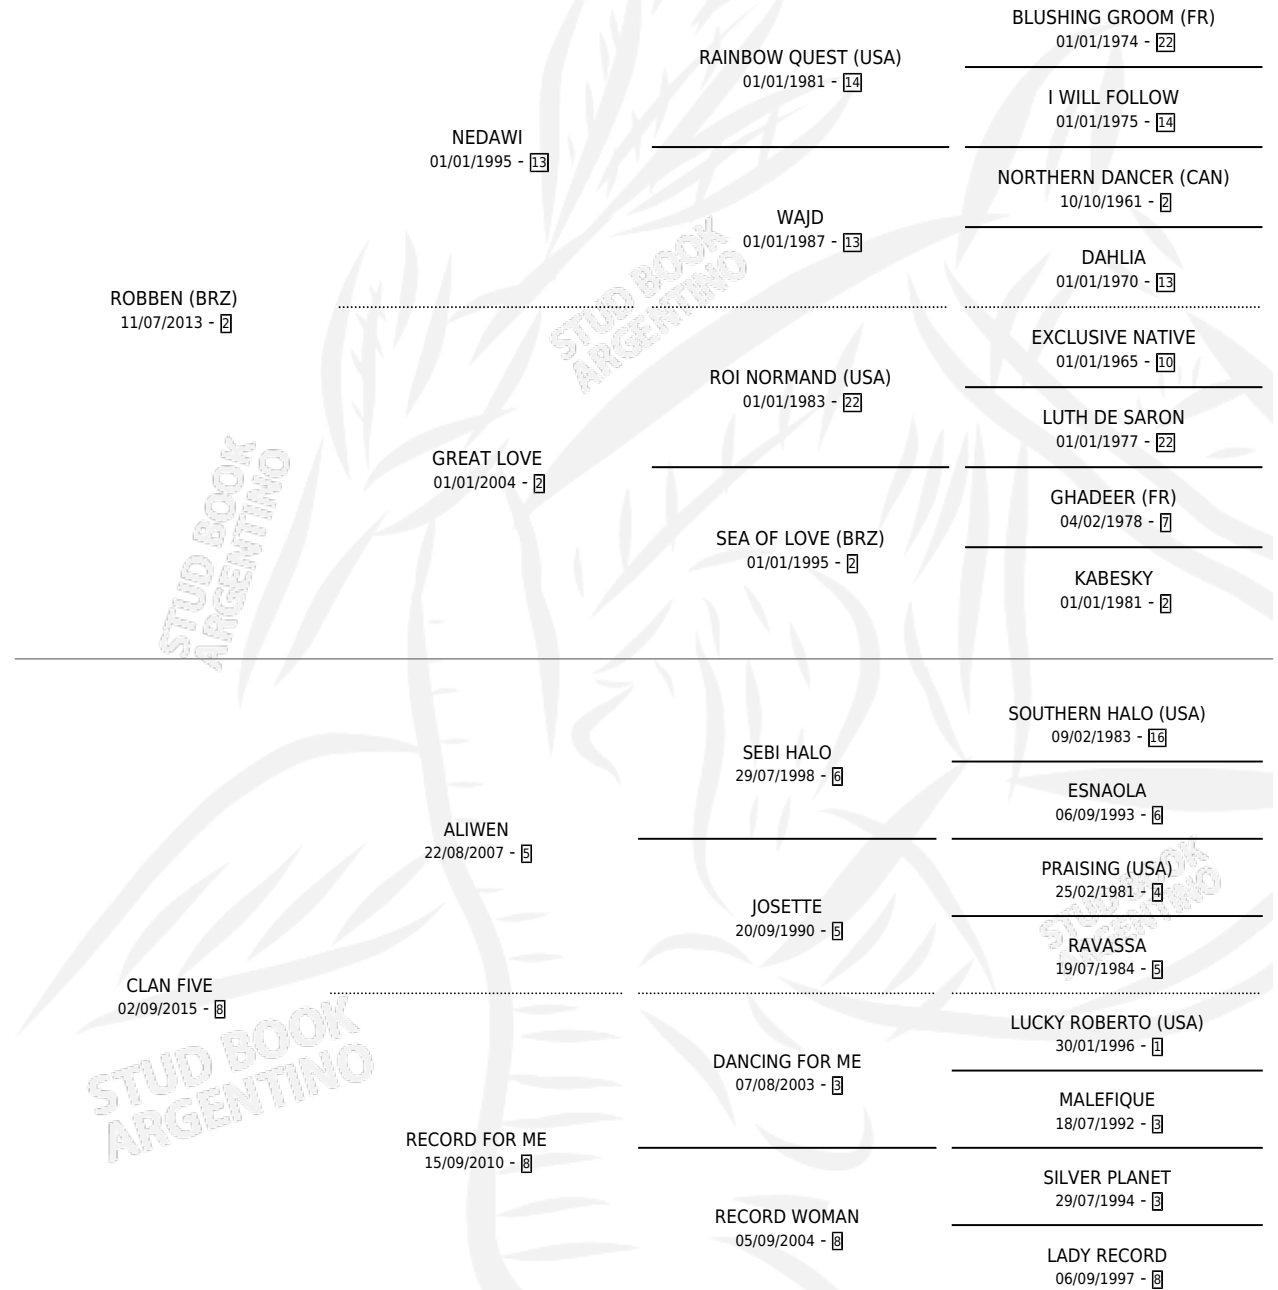 BLUSHING GROOM (FR)
01/01/1974 - 22
RAINBOW QUEST (USA)
01/01/1981 - 14
I WILL FOLLOW
01/01/1975 - 14
NEDAWI
01/01/1995 - 13
NORTHERN DANCER (CAN)
10/10/1961 - 2
WAJD
01/01/1987 - 13
DAHLIA
01/01/1970 - 13
ROBBEN (BRZ)
11/07/2013 - 2
EXCLUSIVE NATIVE
01/01/1965 - 10
ROI NORMAND (USA)
01/01/1983 - 22
LUTH DE SARON
01/01/1977 - 22
GREAT LOVE
01/01/2004 - 2
GHADEER (FR)
04/02/1978 - 7
SEA OF LOVE (BRZ)
01/01/1995 - 2
KABESKY
01/01/1981 - 2
STUD BOOK
ARGENTINO
STUD BOOK
ARGENTINO
SOUTHERN HALO (USA)
09/02/1983 - 16
SEBI HALO
29/07/1998 - 6
ESNAOLA
06/09/1993 - 6
ALIWEN
22/08/2007 - 5
PRAISING (USA)
25/02/1981 - 4
JOSETTE
20/09/1990 - 5
RAVASSA
19/07/1984 - 5
STUD BOOK
ARGENTINO
CLAN FIVE
02/09/2015 - 8
LUCKY ROBERTO (USA)
30/01/1996 - 1
DANCING FOR ME
07/08/2003 - 3
MALEFIQUE
18/07/1992 - 3
RECORD FOR ME
15/09/2010 - 8
SILVER PLANET
29/07/1994 - 3
RECORD WOMAN
05/09/2004 - 8
LADY RECORD
06/09/1997 - 8
STUD BOOK
ARGENTINO